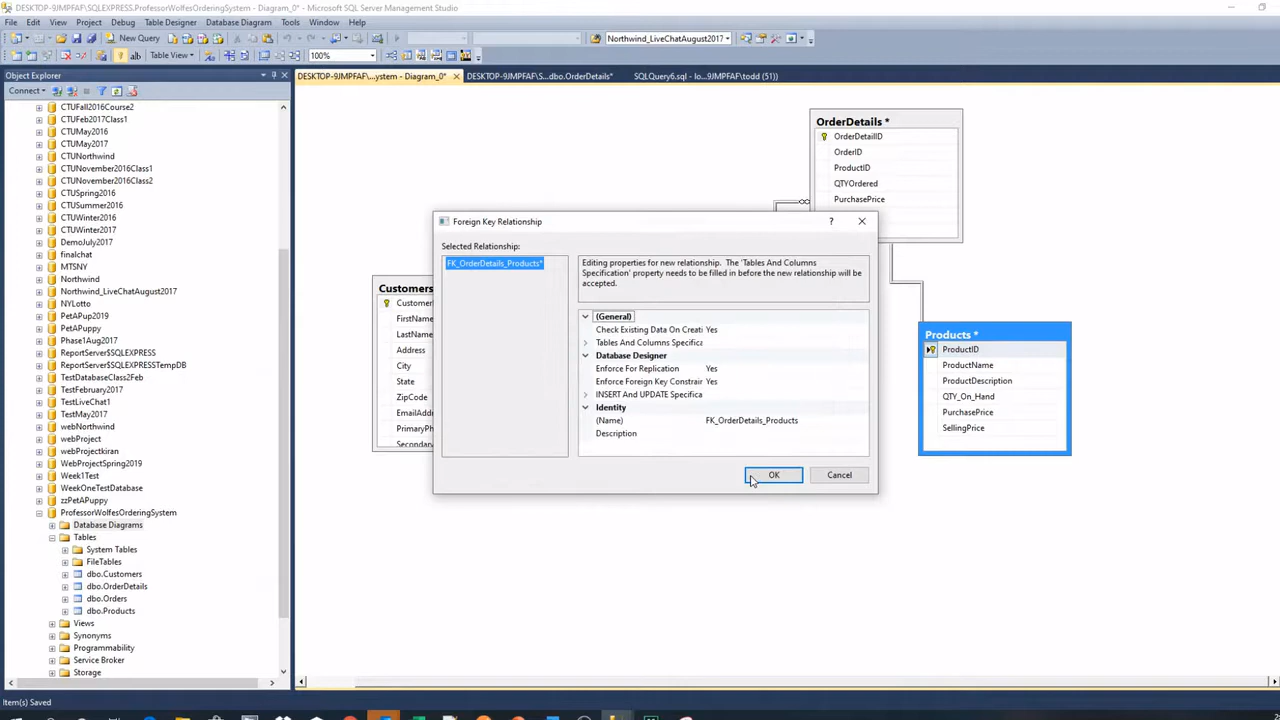 DESKTOP-9JMPFAF\SQLEXPRESS.ProfessorWolfesOrderingSystem - Diagram_0* - Microsoft SQL Server Management Studio
File Edit View Project Debug Table Designer Database Diagram Tools Window Help
New Query
Northwind_LiveChatAugust2017
Table View
100%
Object Explorer
DESKTOP-9JMPFAF\...ystem - Diagram_0*
DESKTOP-9JMPFAF\S...dbo.OrderDetails*
SQLQuery6.sql - lo...9JMPFAF\todd (51))
Connect
CTUFall2016Course2
CTUFeb2017Class1
CTUMay2016
CTUMay2017
CTUNorthwind
CTUNovember2016Class1
CTUNovember2016Class2
CTUSpring2016
CTUSummer2016
CTUWinter2016
CTUWinter2017
DemoJuly2017
finalchat
MTSNY
Northwind
Northwind_LiveChatAugust2017
NYLotto
PetAPup9213
PetAPuppy
Phase1Aug2017
ReportServer$SQLEXPRESS
ReportServer$SQLEXPRESSTempDB
TestDatabaseClass2Feb
TestFebruary2017
TestLiveChat1
TestMay2017
webNorthwind
webProject
webProjectkiran
WebProjectSpring2019
Week1Test
WeekOneTestDatabase
zzPetAPuppy
ProfessorWolfesOrderingSystem
Database Diagrams
Tables
System Tables
FileTables
dbo.Customers
dbo.OrderDetails
dbo.Orders
dbo.Products
Views
Synonyms
Programmability
Service Broker
Storage
OrderDetails *
OrderDetailID
OrderID
ProductID
QTYOrdered
PurchasePrice
Customers
Customer
FirstName
LastName
Address
City
State
ZipCode
EmailAddr
PrimaryPh
Secondary
Foreign Key Relationship
?
Selected Relationship:
FK_OrderDetails_Products*
Editing properties for new relationship. The 'Tables And Columns
Specification' property needs to be filled in before the new relationship will be
accepted.
(General)
Check Existing Data On Creati Yes
Tables And Columns Specifica
Database Designer
Enforce For Replication Yes
Enforce Foreign Key Constrair Yes
INSERT And UPDATE Specifica
Identity
(Name) FK_OrderDetails_Products
Description
OK Cancel
Products *
ProductID
ProductName
ProductDescription
QTY_On_Hand
PurchasePrice
SellingPrice
Item(s) Saved